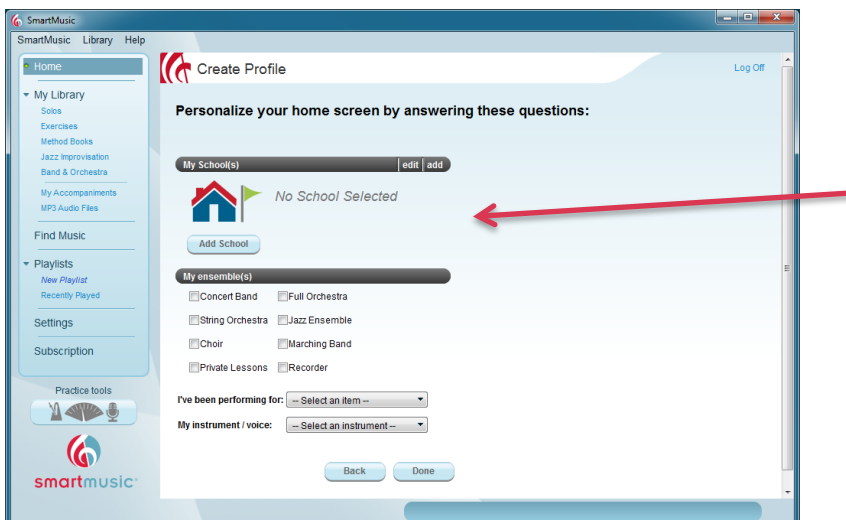 SmartMusic
SmartMusic Library Help
Home
My Library
Solos
Exercises
Method Books
Jazz Improvisation
Band & Orchestra
My Accompaniments
MP3 Audio Files
Find Music
Playlists
New Playlist
Recently Played
Settings
Subscription
Practice tools
smartmusic
Create Profile
Log Off
Personalize your home screen by answering these questions:
My School(s) edit add
No School Selected
Add School
My ensemble(s)
Concert Band Full Orchestra
String Orchestra Jazz Ensemble
Choir Marching Band
Private Lessons Recorder
I've been performing for: -- Select an item --
My instrument / voice: -- Select an instrument --
Back Done